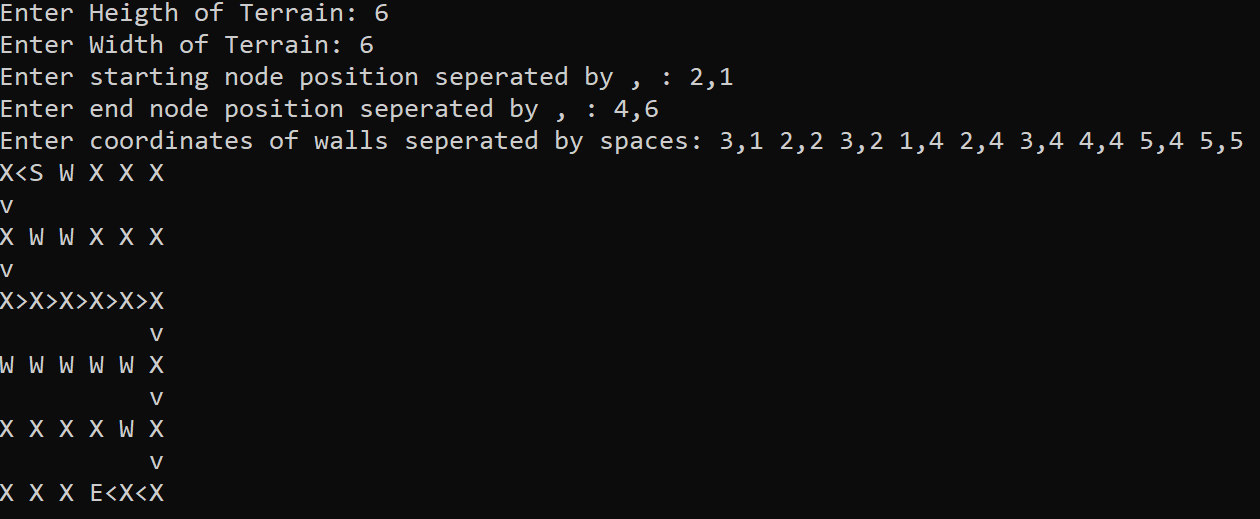 Enter Heigth of Terrain: 6
Enter Width of Terrain: 6
Enter starting node position seperated by , : 2,1
Enter end node position seperated by , : 4,6
Enter coordinates of walls seperated by spaces: 3,1 2,2 3,2 1,4 2,4 3,4 4,4 5,4 5,5
X<S W X X X
v
X W W X X X
v
X>X>X>X>X>X
          v
W W W W W X
          v
X X X X W X
          v
X X X E<X<X